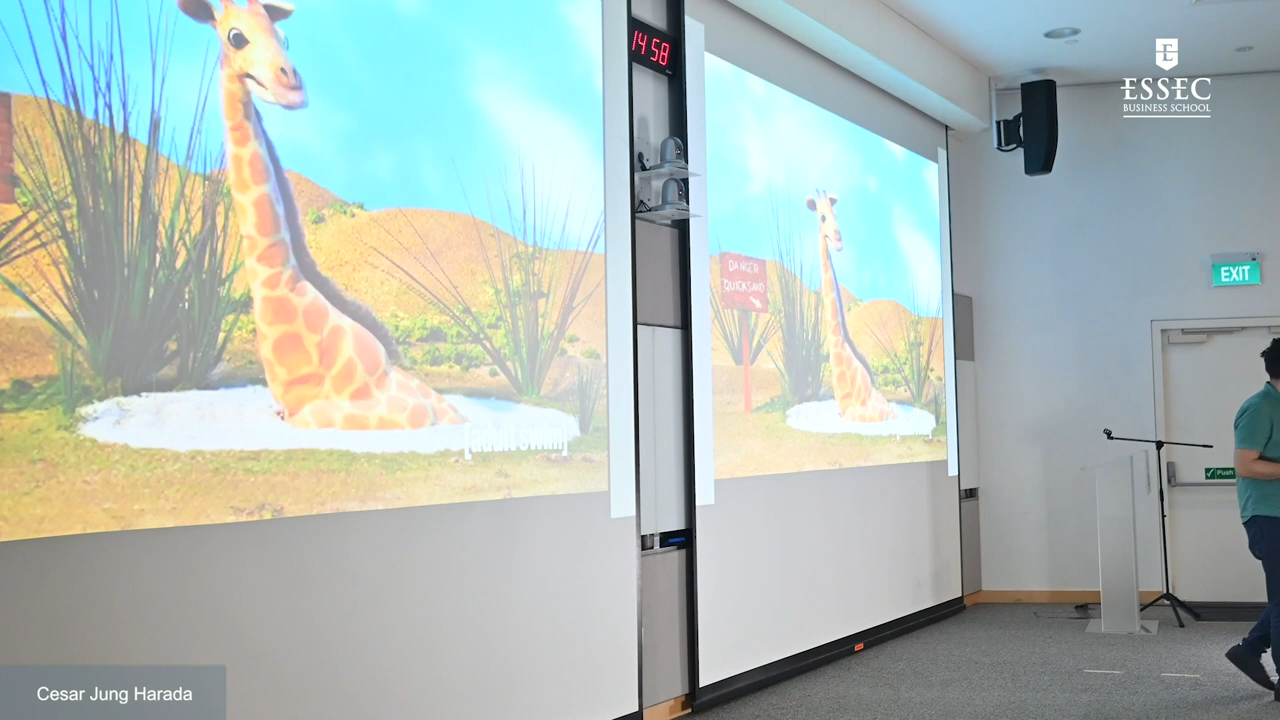 14 58
E
ESSEC
BUSINESS SCHOOL
EXIT
DANGER
QUICKSAND
[adult swim]
Push
Cesar Jung Harada